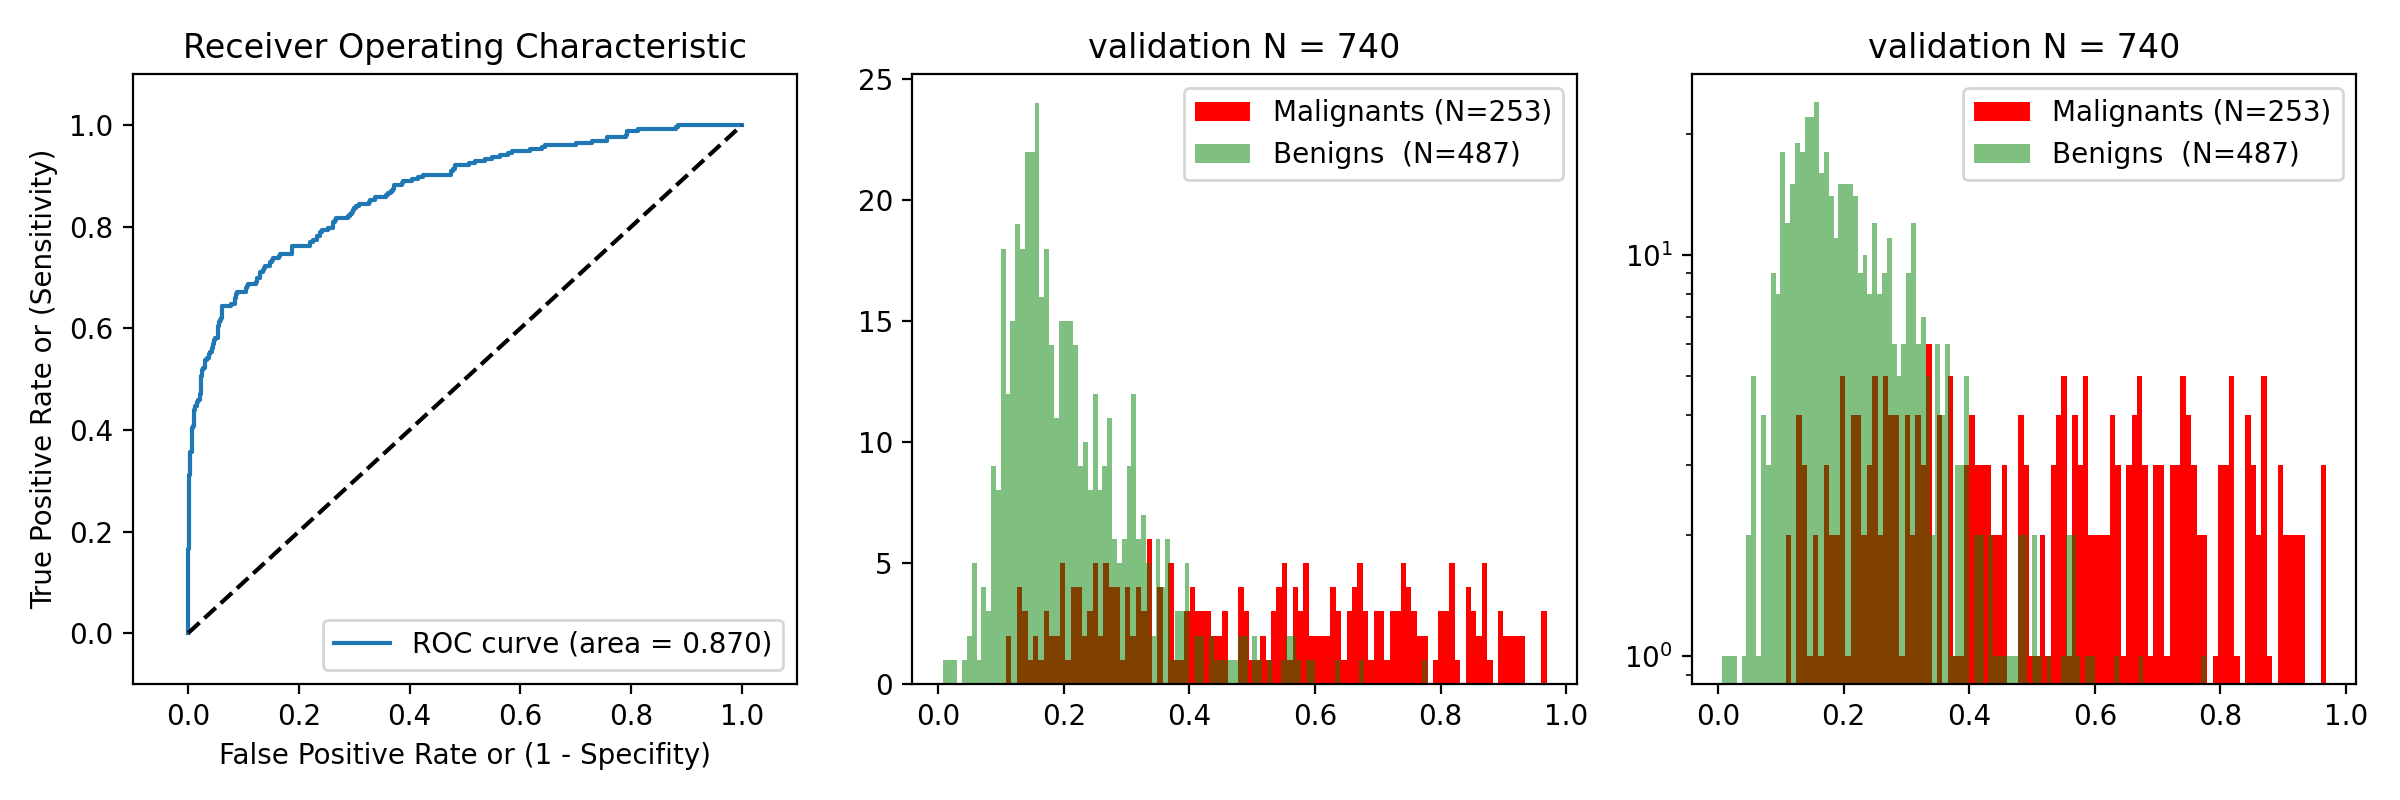 Receiver Operating Characteristic
True Positive Rate or (Sensitivity)
1.0
0.8
0.6
0.4
0.2
0.0
ROC curve (area = 0.870)
0.0 0.2 0.4 0.6 0.8 1.0
False Positive Rate or (1 - Specifity)
validation N = 740
25
20
15
10
5
0
Malignants (N=253)
Benigns (N=487)
0.0 0.2 0.4 0.6 0.8 1.0
validation N = 740
10¹
10⁰
Malignants (N=253)
Benigns (N=487)
0.0 0.2 0.4 0.6 0.8 1.0